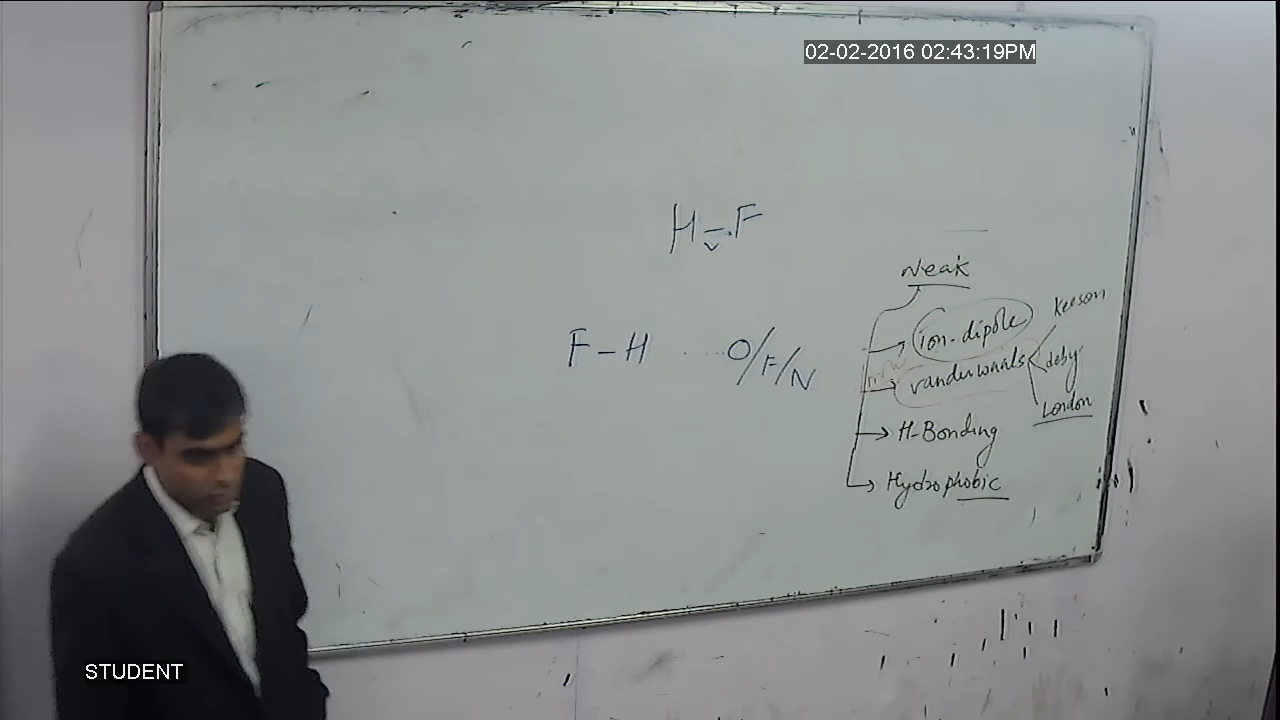 02-02-2016 02:43:19PM
H - F
Weak
ion-dipole
Keeson
vanderwaals
deby
London
F - H ..... O/F/N
H-Bonding
Hydrophobic
STUDENT